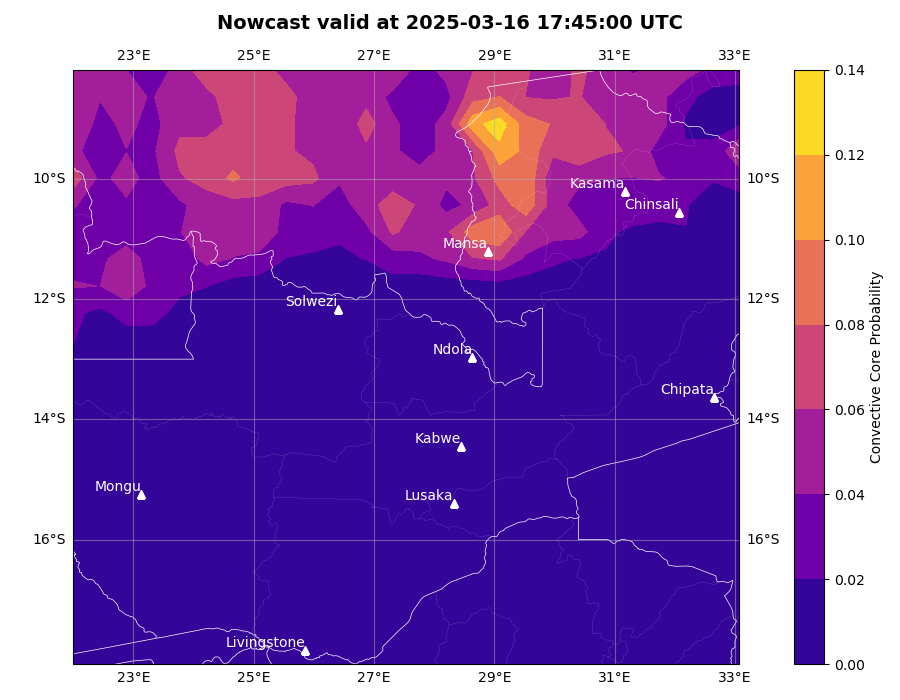 Nowcast valid at 2025-03-16 17:45:00 UTC
23°E 25°E 27°E 29°E 31°E 33°E
0.14
0.12
10°S Kasama 10°S
Chinsali
0.10
Mansa
12°S Solwezi 12°S
0.08
Ndola
Chipata
0.06
14°S 14°S
Kabwe
Mongu
Lusaka
0.04
16°S 16°S
0.02
Livingstone
0.00
23°E 25°E 27°E 29°E 31°E 33°E
Convective Core Probability